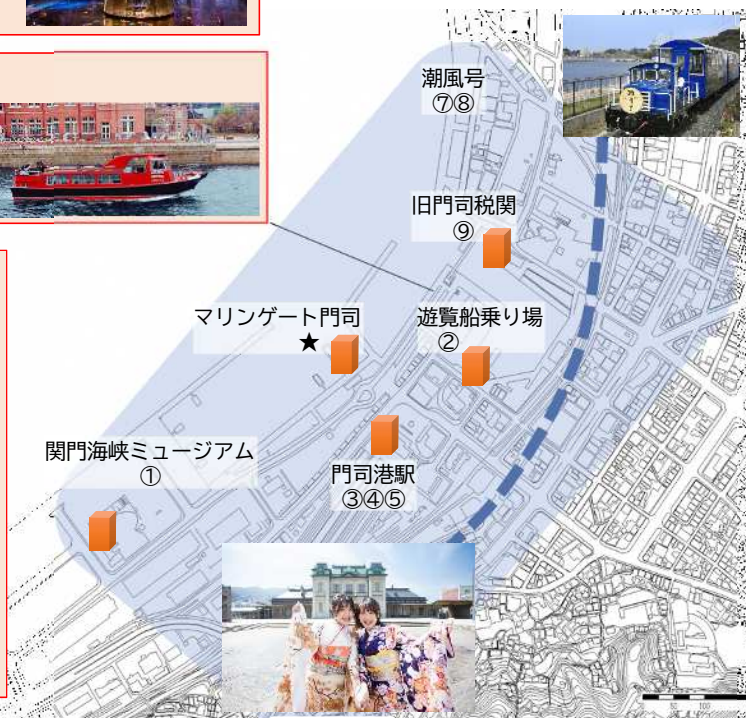 潮風号
⑦⑧
旧門司税関
⑨
マリンゲート門司
★
遊覧船乗り場
②
関門海峡ミュージアム
①
門司港駅
③④⑤
50
100